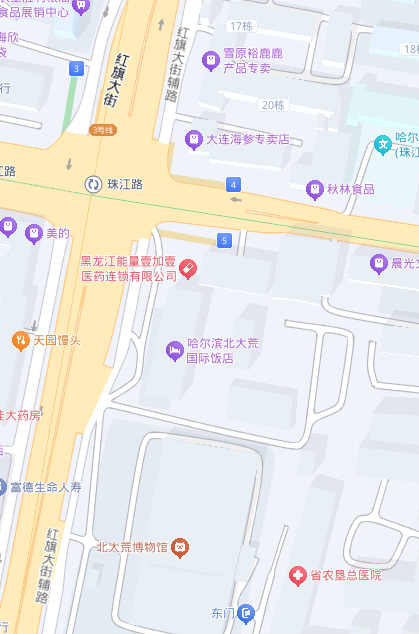 食品展销中心
17栋
红旗大街
红旗大街辅路
雪原裕鹿鹿
产品专卖
18栋
3
20栋
3号线
大连海参专卖店
哈尔
(珠江
江路
珠江路
4
秋林食品
美的
5
黑龙江能量壹加壹
医药连锁有限公司
晨光文
天园馒头
哈尔滨北大荒
国际饭店
佳大药房
富德生命人寿
红旗大街辅路
北大荒博物馆
省农垦总医院
东门
行